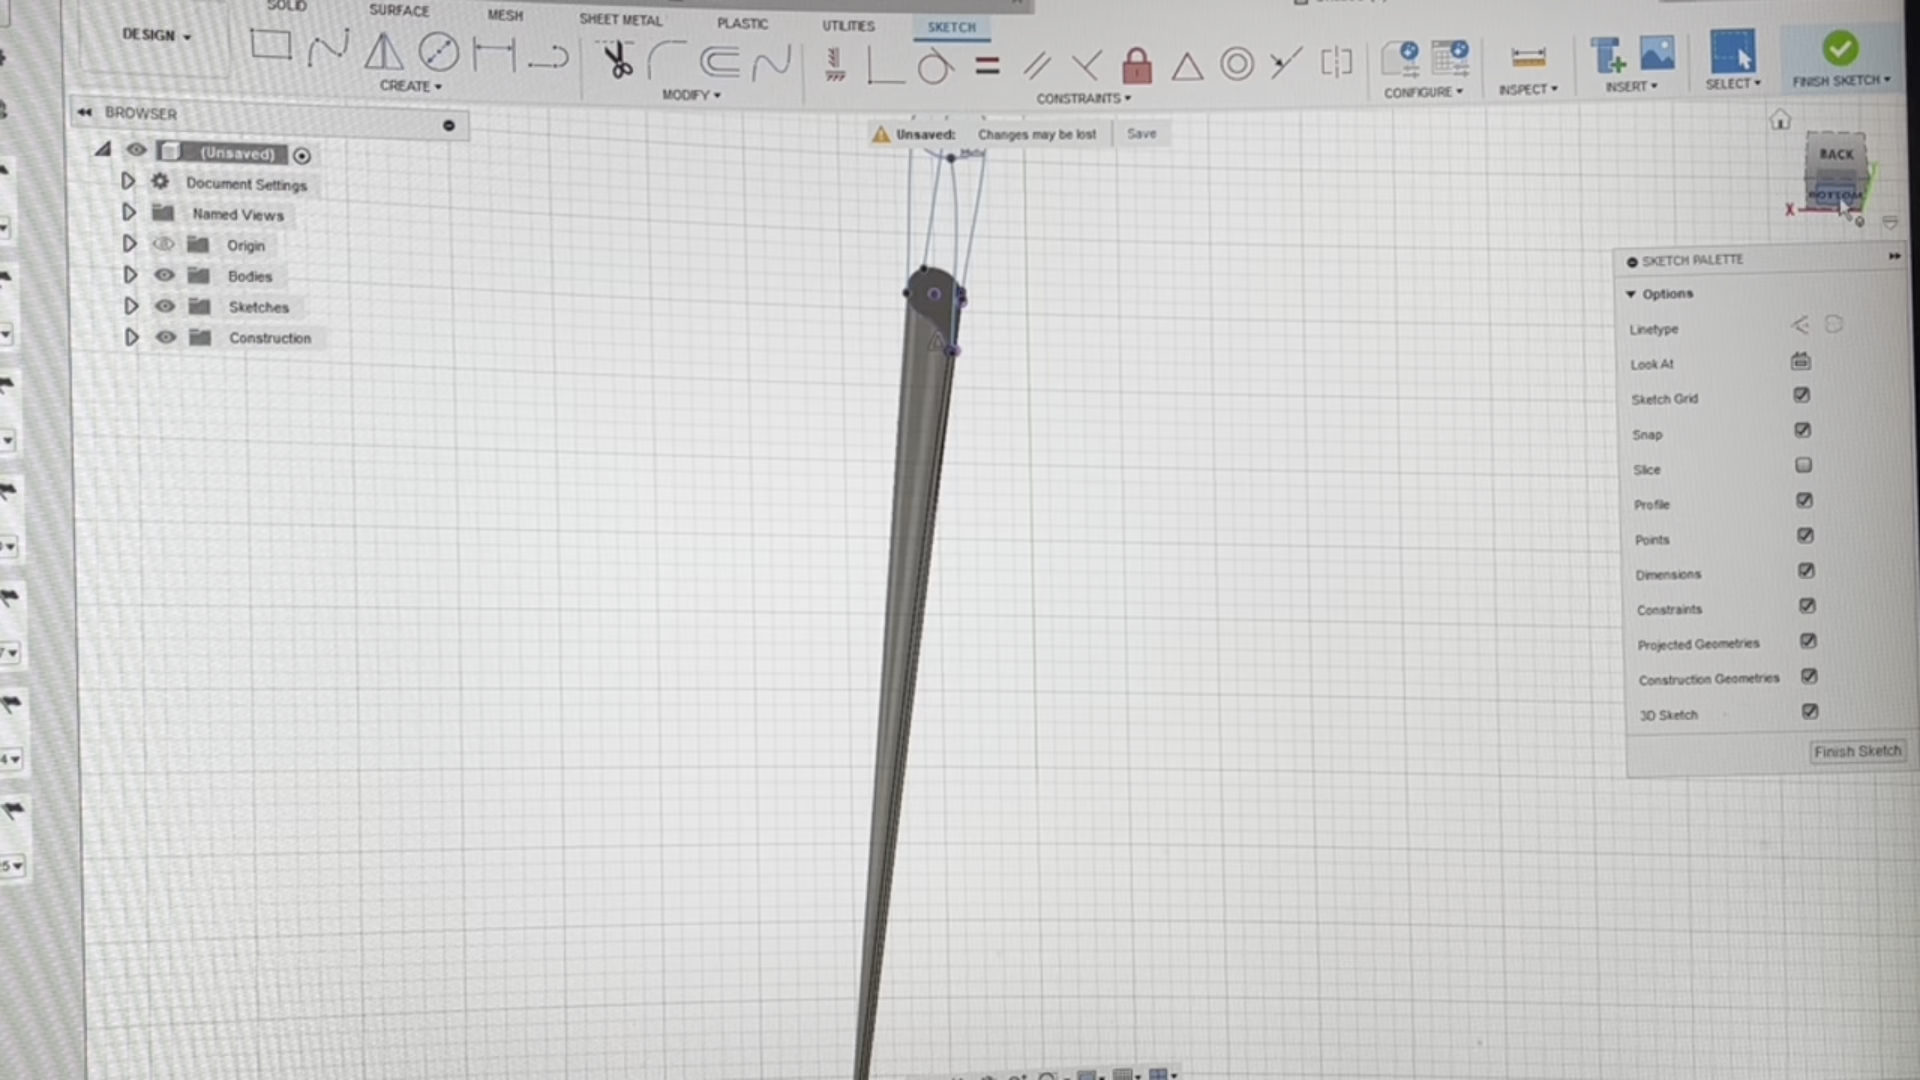 SOLID
SURFACE
MESH
SHEET METAL
PLASTIC
UTILITIES
SKETCH
DESIGN
CREATE
MODIFY
CONSTRAINTS
CONFIGURE
INSPECT
INSERT
SELECT
FINISH SKETCH
BROWSER
Unsaved: Changes may be lost Save
(Unsaved)
Document Settings
Named Views
Origin
Bodies
Sketches
Construction
BACK
BOTTOM
X
SKETCH PALETTE
Options
Linetype
Look At
Sketch Grid
Snap
Slice
Profile
Points
Dimensions
Constraints
Projected Geometries
Construction Geometries
3D Sketch
Finish Sketch